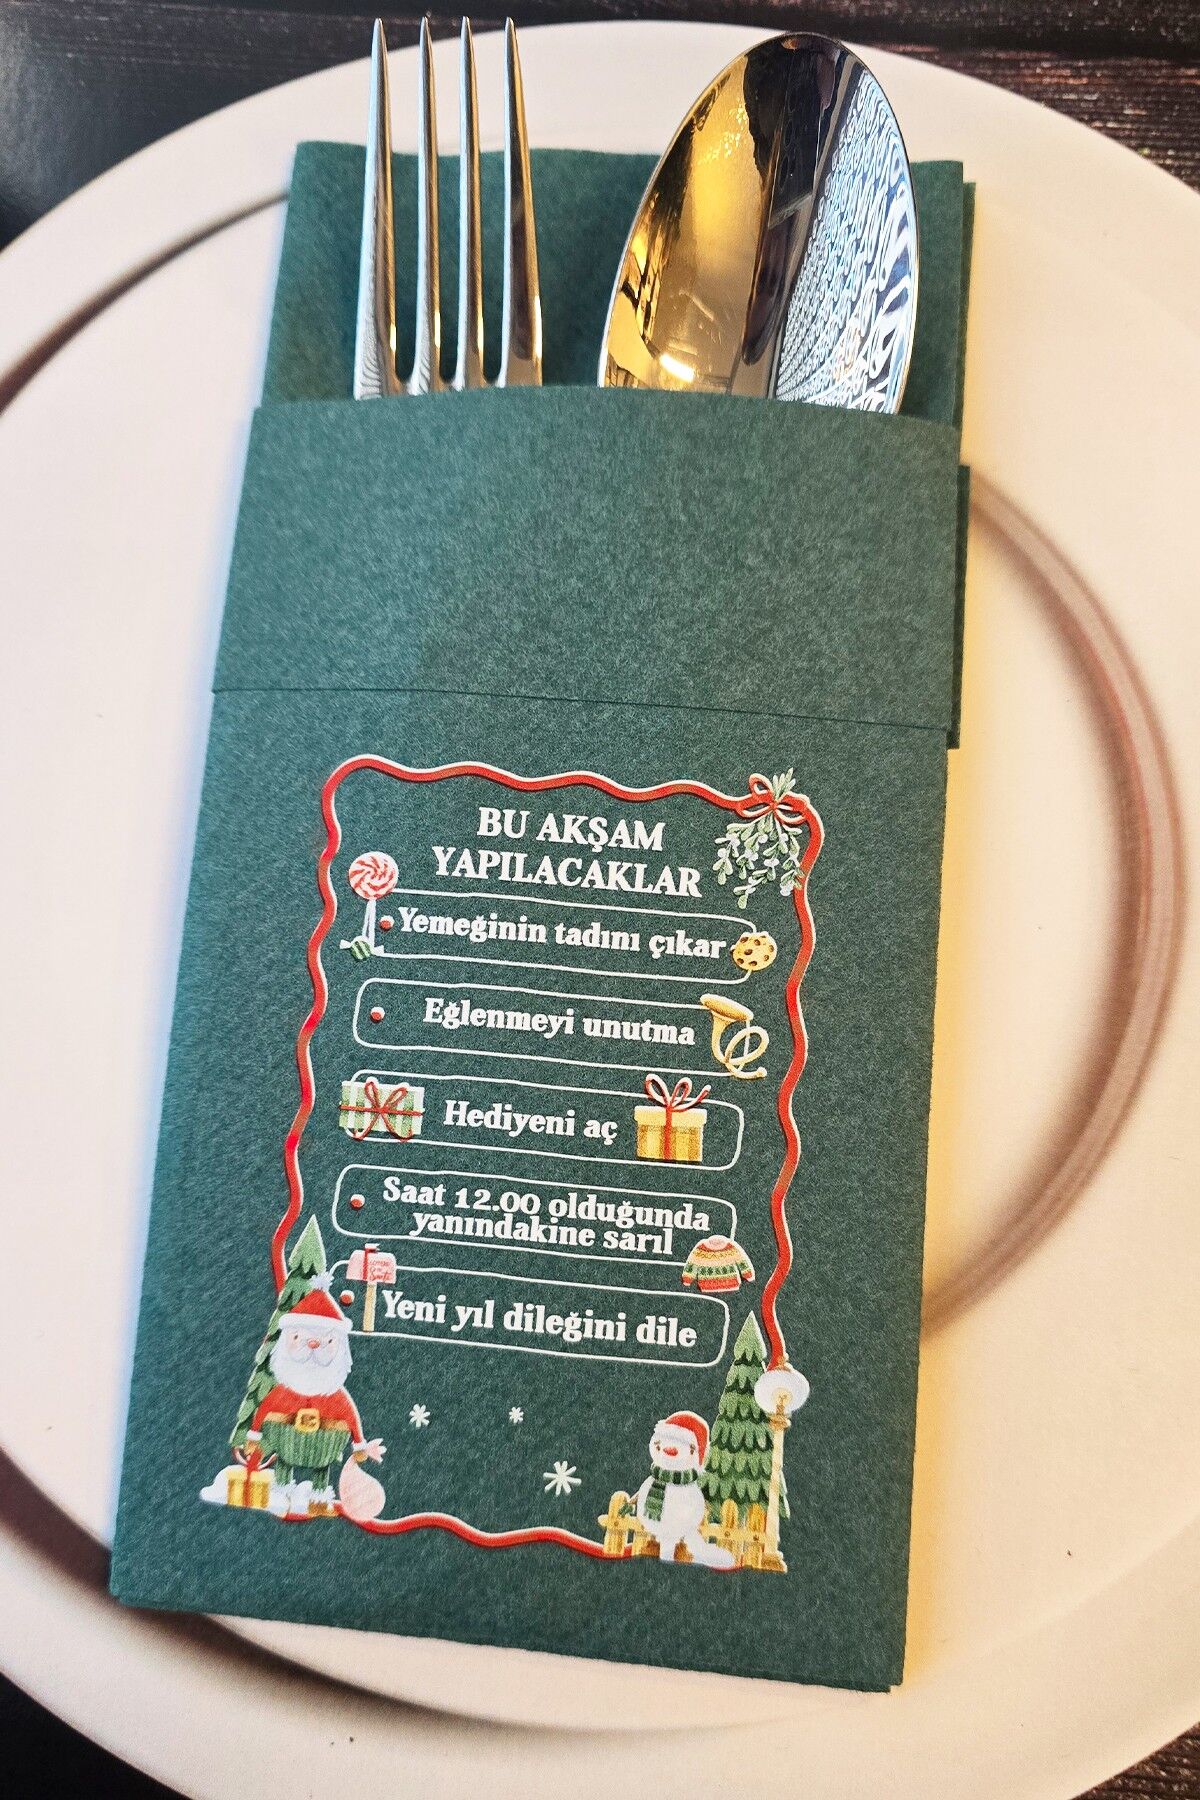 BU AKŞAM
YAPILACAKLAR
Yemeğinin tadını çıkar
Eğlenmeyi unutma
Hediyeni aç
Saat 12.00 olduğunda
yanındakine sarıl
Yeni yıl dileğini dile